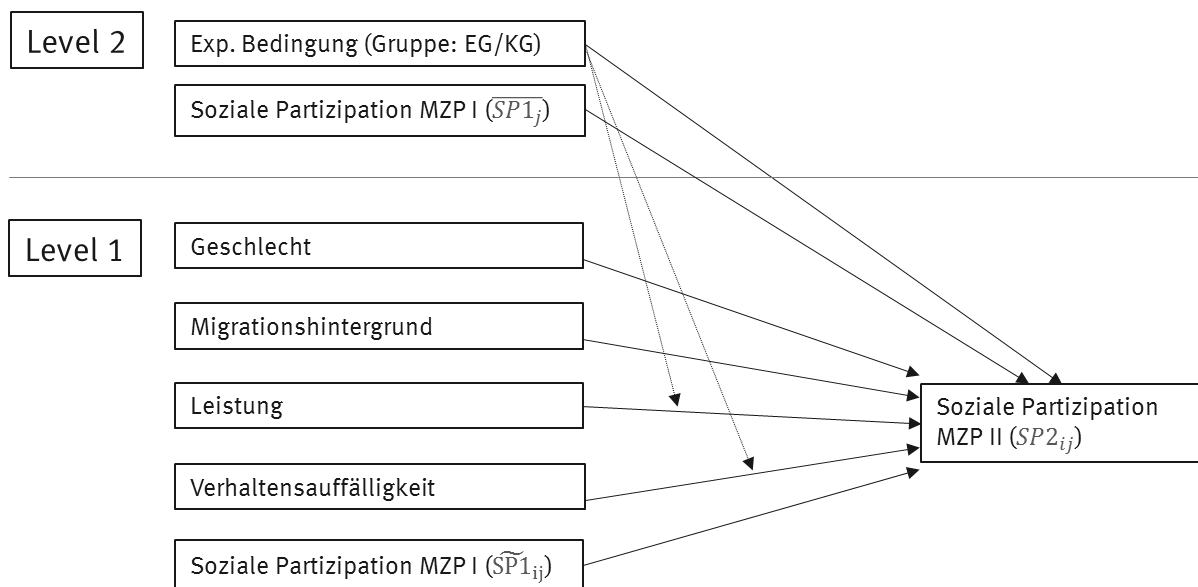 Level 2
Exp. Bedingung (Gruppe: EG/KG)
Soziale Partizipation MZP I (\(\overline{SP1_j}\))
Level 1
Geschlecht
Migrationshintergrund
Leistung
Verhaltensauffälligkeit
Soziale Partizipation MZP I (\(\widetilde{SP1}_{ij}\))
Soziale Partizipation
MZP II (\(SP2_{ij}\))